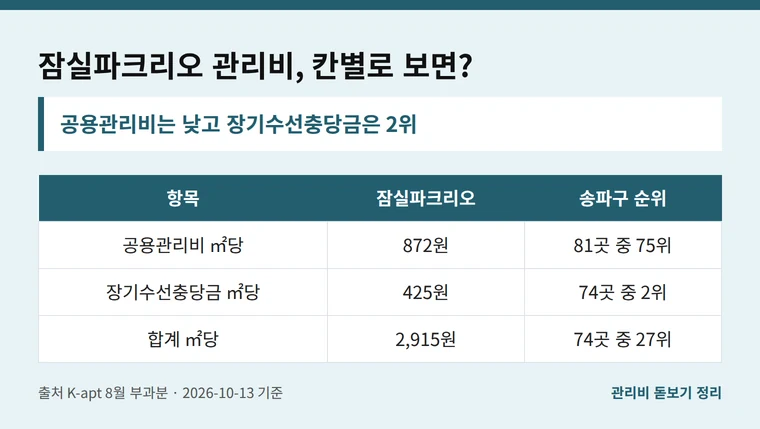 잠실파크리오 관리비, 칸별로 보면?
공용관리비는 낮고 장기수선충당금은 2위
항목 잠실파크리오 송파구 순위
공용관리비 ㎡당 872원 81곳 중 75위
장기수선충당금 ㎡당 425원 74곳 중 2위
합계 ㎡당 2,915원 74곳 중 27위
출처 K-apt 8월 부과분 · 2026-10-13 기준 관리비 돋보기 정리